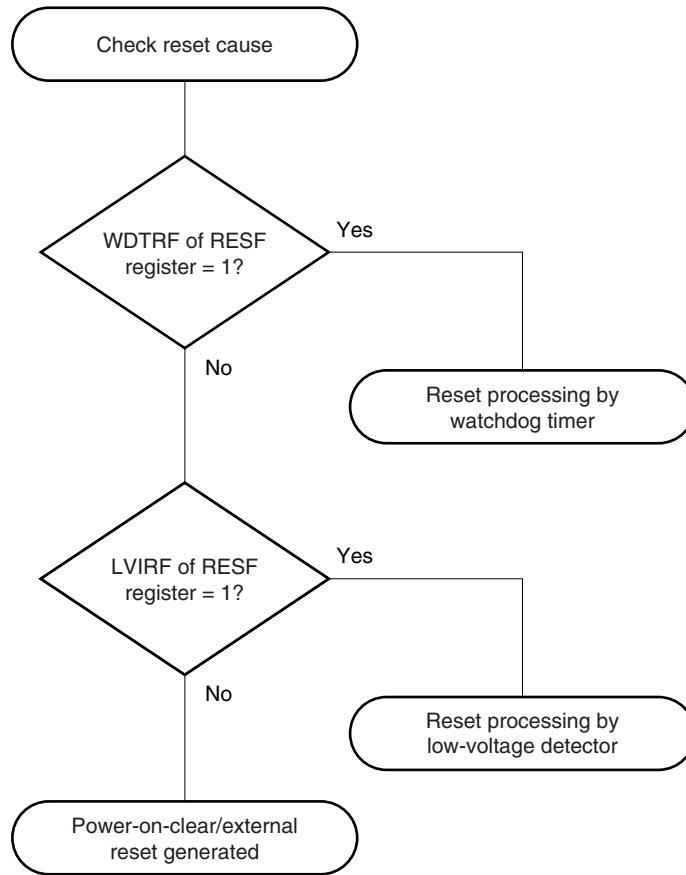 Check reset cause
WDTRF of RESF
register = 1?
Yes
No
Reset processing by
watchdog timer
LVIRF of RESF
register = 1?
Yes
No
Reset processing by
low-voltage detector
Power-on-clear/external
reset generated